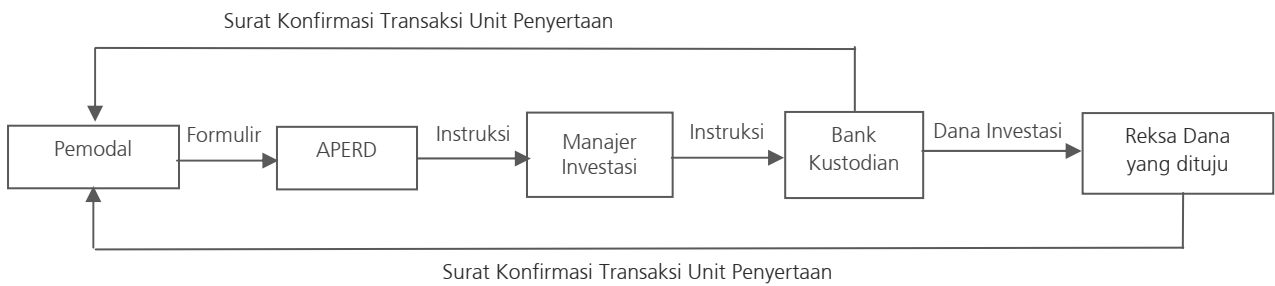 Surat Konfirmasi Transaksi Unit Penyertaan
Pemodal
Formulir
APERD
Instruksi
Manajer
Investasi
Instruksi
Bank
Kustodian
Dana Investasi
Reksa Dana
yang dituju
Surat Konfirmasi Transaksi Unit Penyertaan